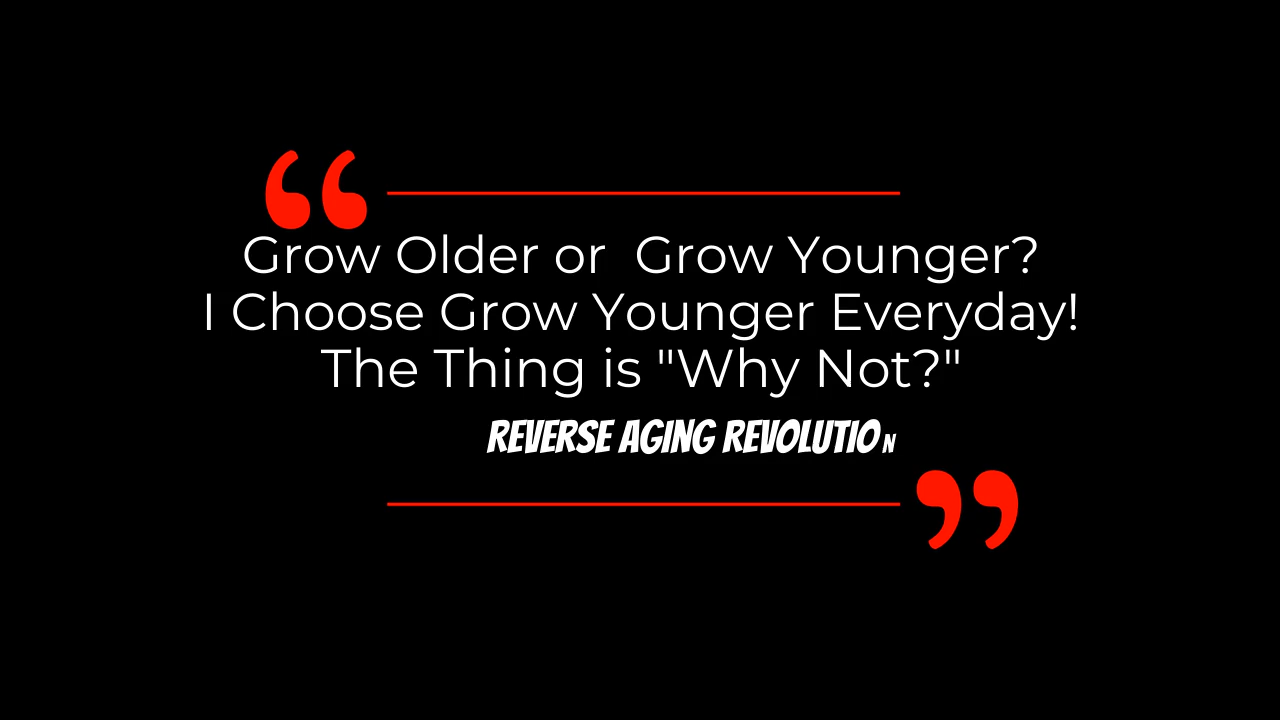 Grow Older or  Grow Younger?
I Choose Grow Younger Everyday!
The Thing is "Why Not?"
REVERSE AGING REVOLUTION